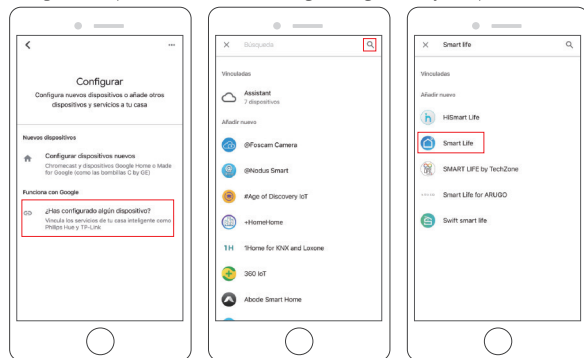 Configurar
Configura nuevos dispositivos o añade otros
dispositivos y servicios a tu casa
Nuevos dispositivos
Configurar dispositivos nuevos
Chromecast y dispositivos Google Home o Made
for Google (como las bombillas C by GE)
Funciona con Google
¿Has configurado algún dispositivo?
Vincula los servicios de tu casa inteligente como
Philips Hue y TP-Link
Búsqueda
Vinculadas
Assistant
7 dispositivos
Añadir nuevo
@Foscam Camera
@Nodus Smart
#Age of Discovery IoT
+HomeHome
1H 1Home for KNX and Loxone
360 IoT
Abode Smart Home
Smart life
Vinculadas
Añadir nuevo
h HiSmart Life
Smart Life
SMART LIFE by TechZone
Smart Life for ARUGO
Swift smart life